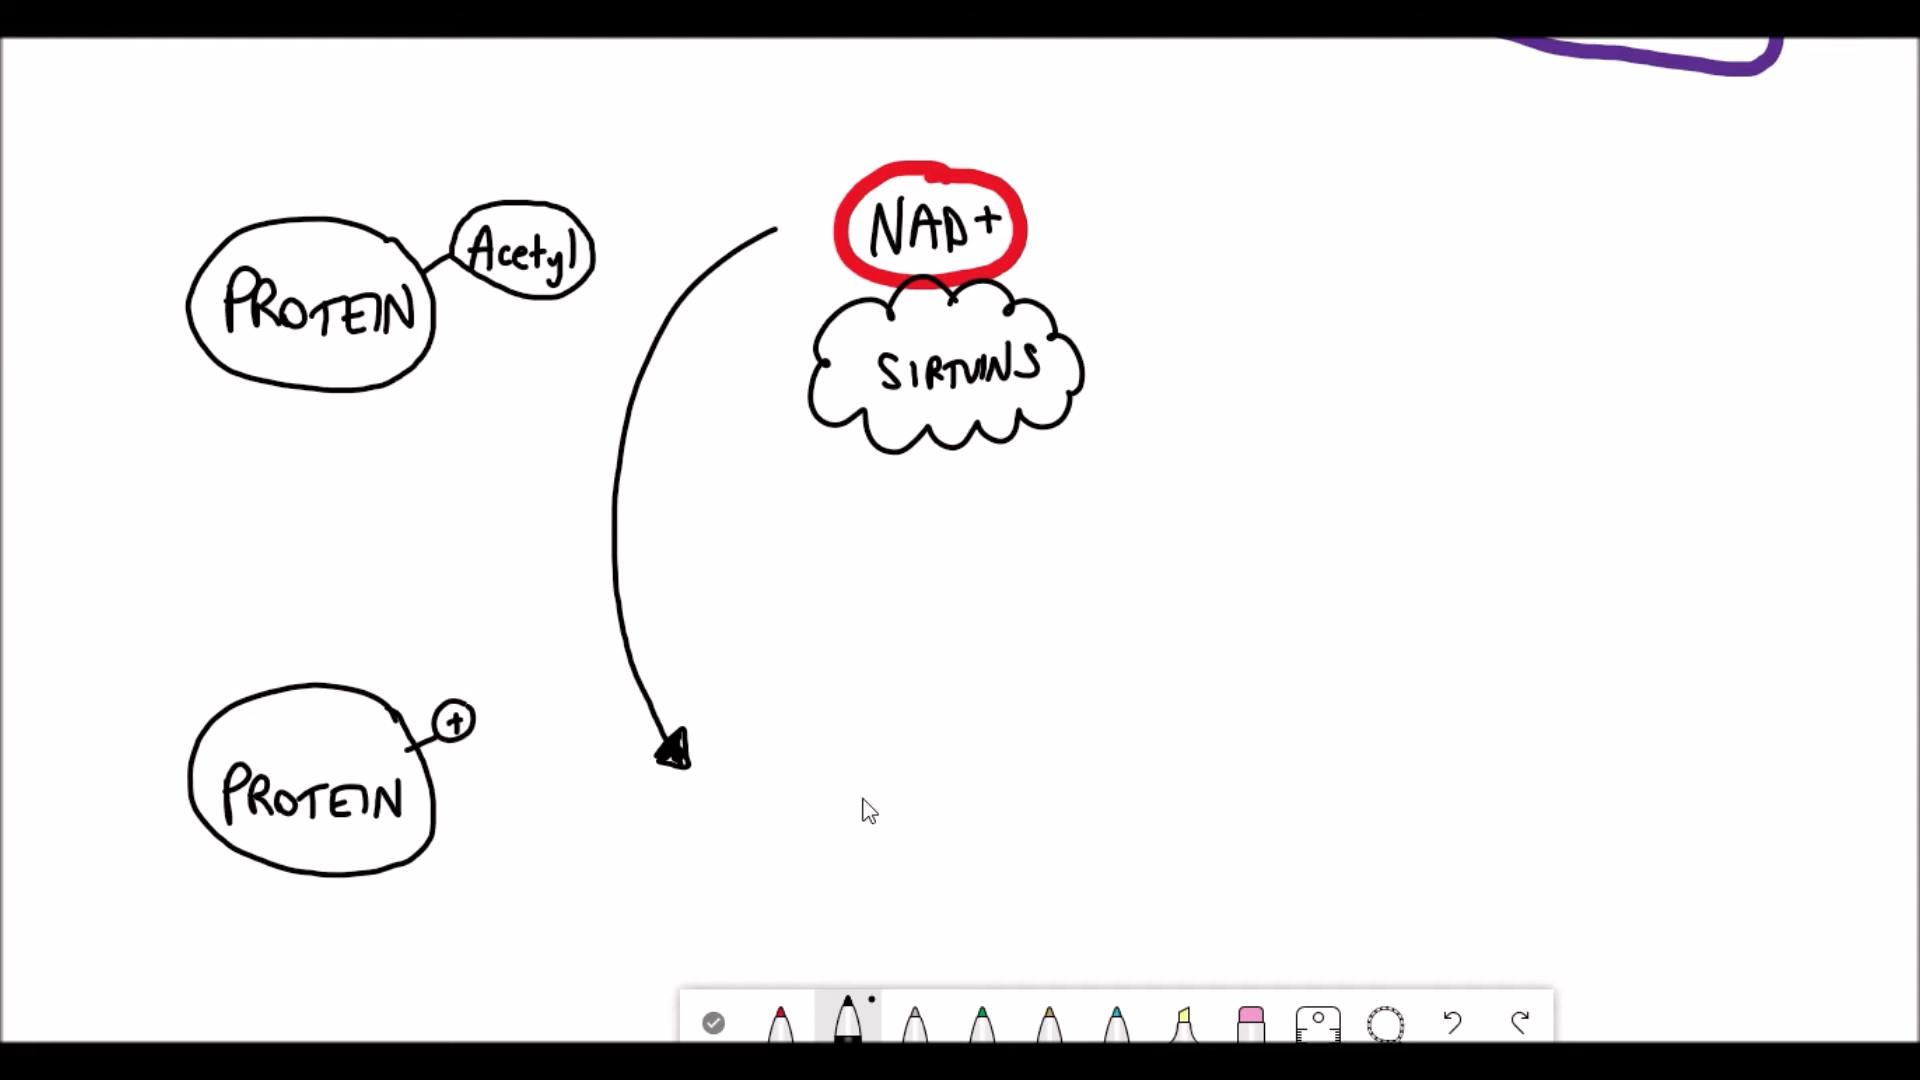 NAD+
Acetyl
PROTEIN
SIRTUINS
+
PROTEIN